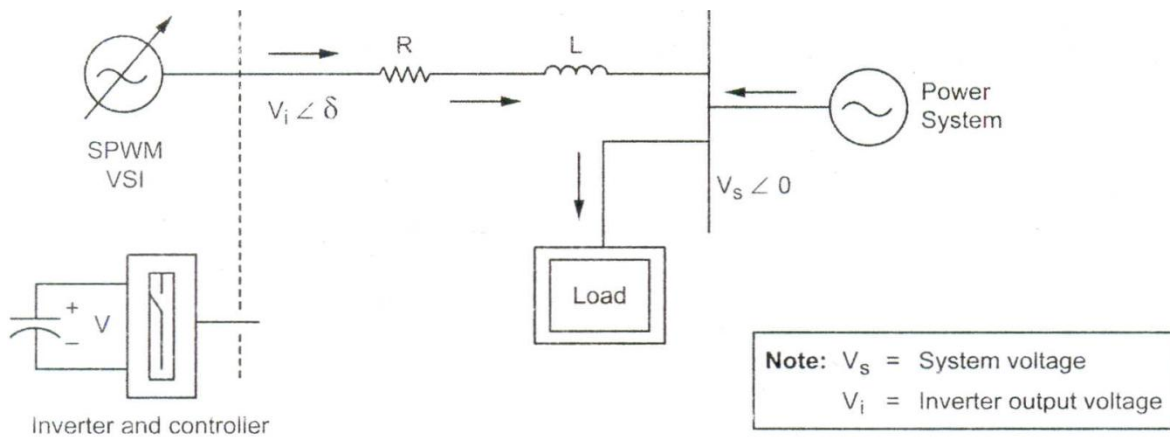 R
L
Power
System
V_i ∠ δ
SPWM
VSI
V_s ∠ 0
Load
+
V
−
Inverter and controller
Note: V_s = System voltage
V_i = Inverter output voltage